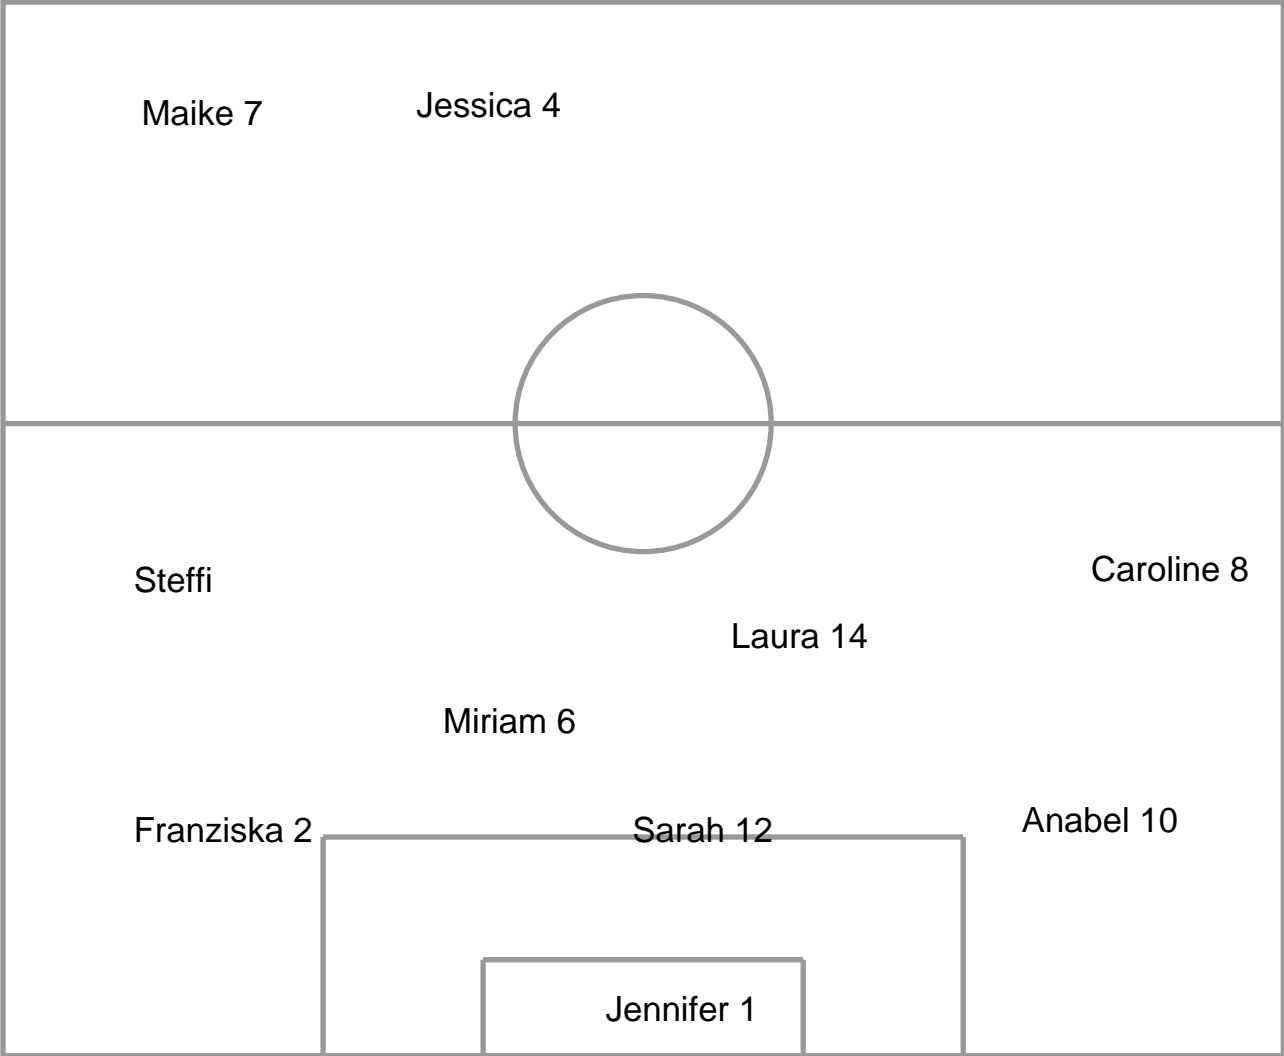 Maike 7
Jessica 4
Steffi
Caroline 8
Laura 14
Miriam 6
Franziska 2
Sarah 12
Anabel 10
Jennifer 1